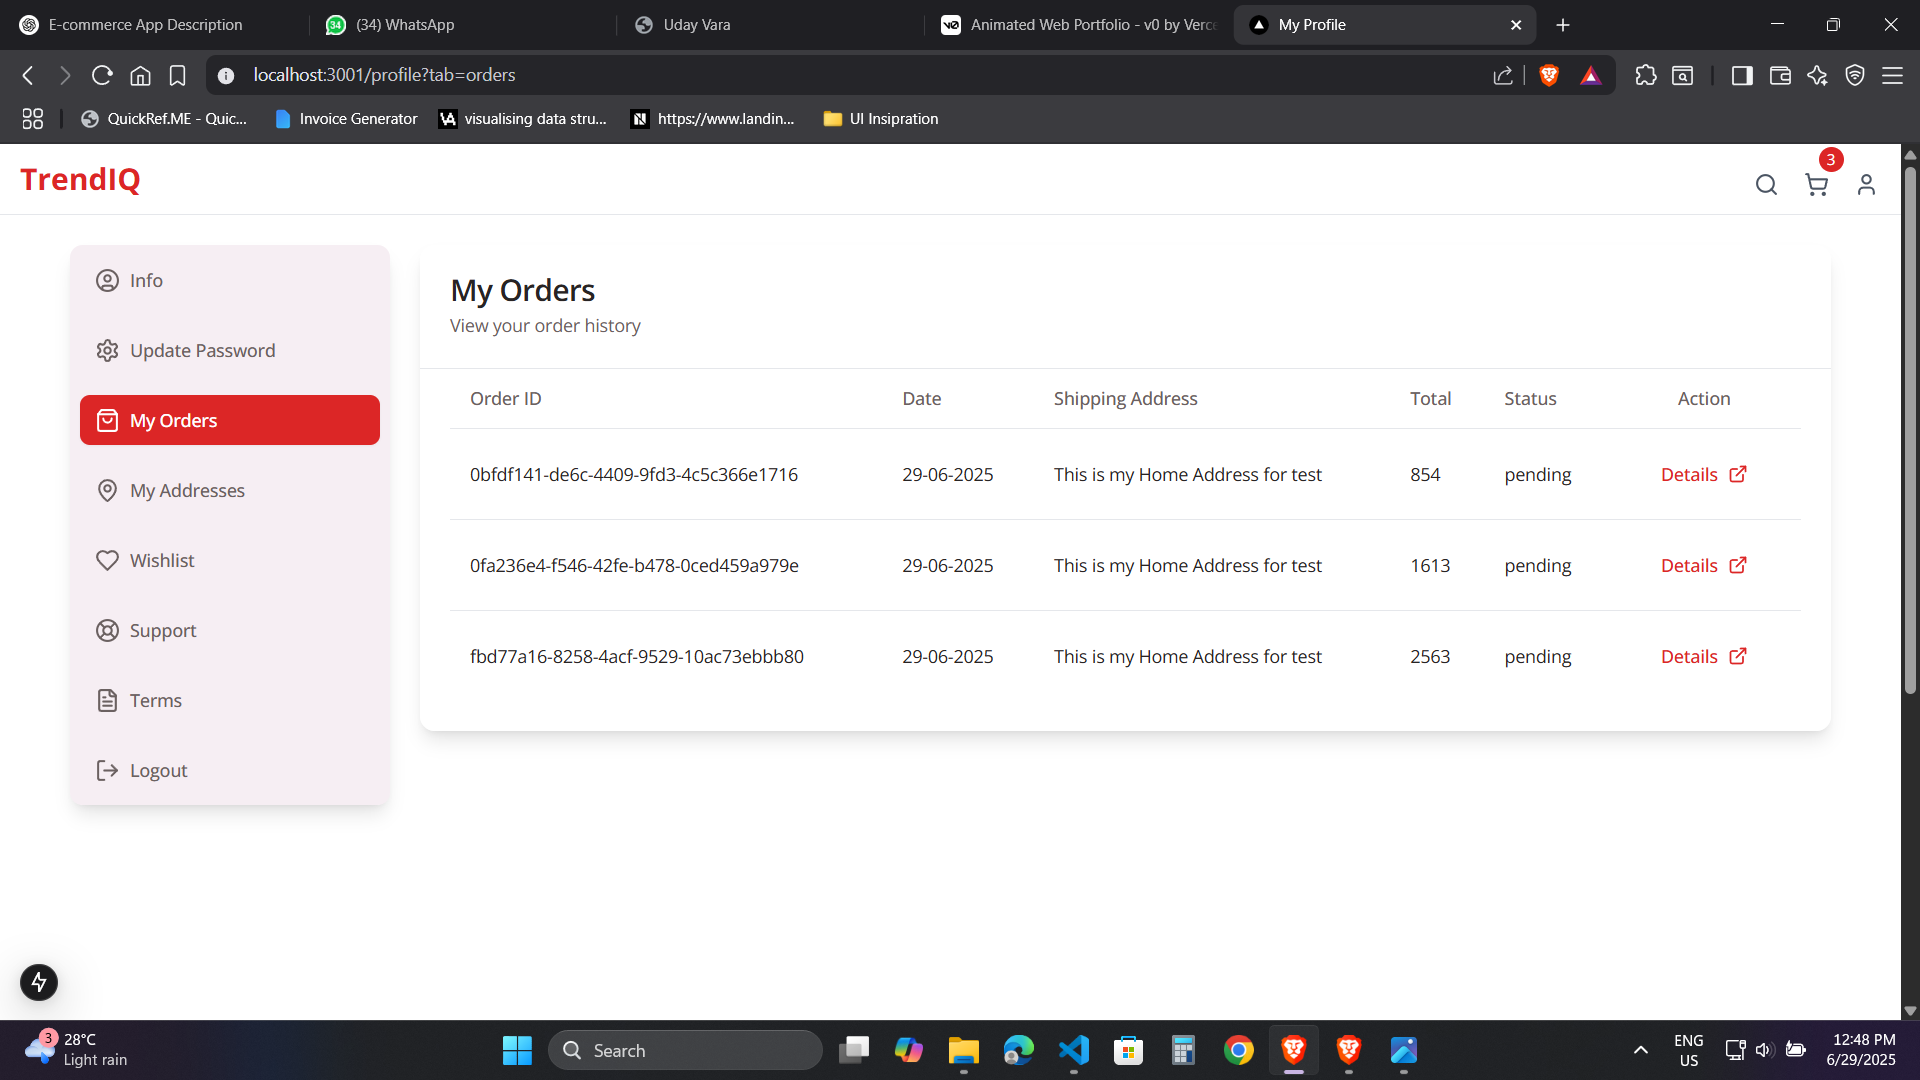 E-commerce App Description
34
(34) WhatsApp
Uday Vara
v0
Animated Web Portfolio - v0 by Verce
My Profile
localhost:3001/profile?tab=orders
QuickRef.ME - Quic...
Invoice Generator
VA
visualising data stru...
N
https://www.landin...
UI Insipration
TrendIQ
3
Info
Update Password
My Orders
My Addresses
Wishlist
Support
Terms
Logout
My Orders
View your order history
Order ID Date Shipping Address Total Status Action
0bfdf141-de6c-4409-9fd3-4c5c366e1716 29-06-2025 This is my Home Address for test 854 pending Details
0fa236e4-f546-42fe-b478-0ced459a979e 29-06-2025 This is my Home Address for test 1613 pending Details
fbd77a16-8258-4acf-9529-10ac73ebbb80 29-06-2025 This is my Home Address for test 2563 pending Details
3
28°C
Light rain
Search
ENG
US
12:48 PM
6/29/2025